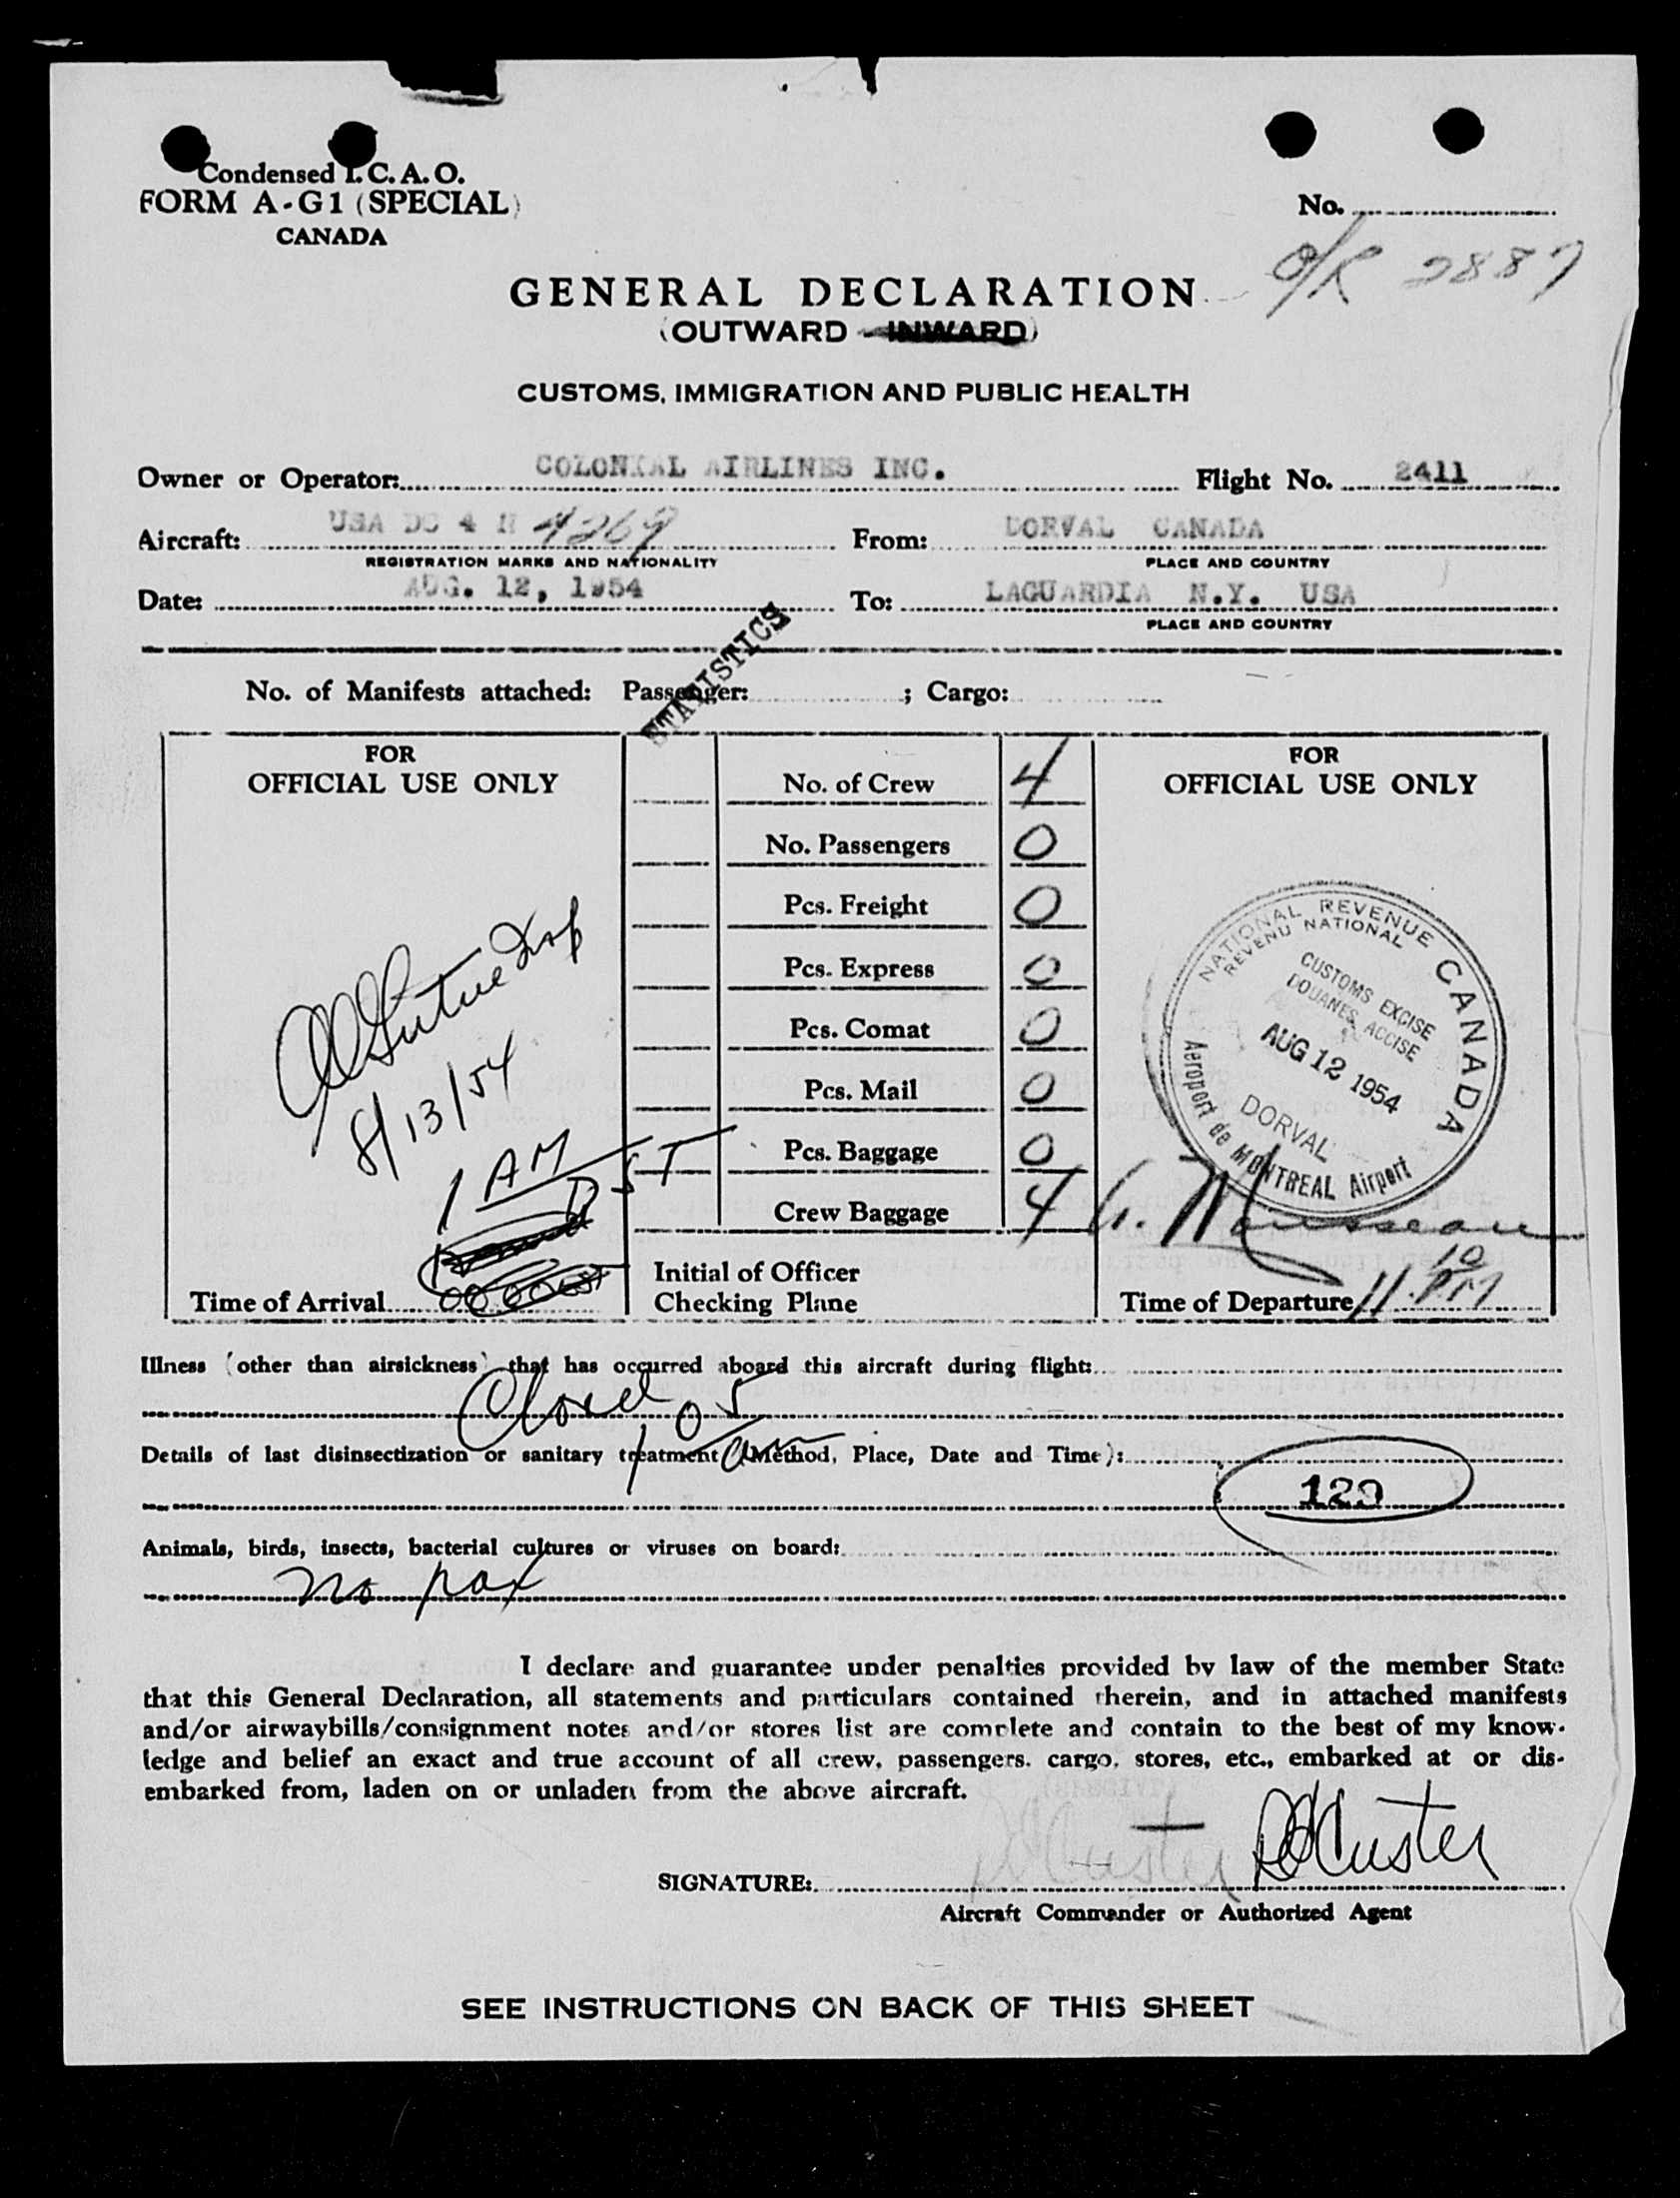 Condensed I. C. A. O.
FORM A-G1 (SPECIAL)
CANADA
No.
O/R 2887
GENERAL DECLARATION
(OUTWARD - INWARD)
CUSTOMS, IMMIGRATION AND PUBLIC HEALTH
Owner or Operator: COLONIAL AIRLINES INC. Flight No. 2411
Aircraft: USA DC 4 N 4269 From: DORVAL CANADA
REGISTRATION MARKS AND NATIONALITY PLACE AND COUNTRY
Date: AUG. 12, 1954 To: LAGUARDIA N.Y. USA
PLACE AND COUNTRY
STATISTICS
No. of Manifests attached: Passenger: ; Cargo:
FOR
OFFICIAL USE ONLY
8/13/54
1 AM DST
Time of Arrival
No. of Crew 4
No. Passengers 0
Pcs. Freight 0
Pcs. Express 0
Pcs. Comat 0
Pcs. Mail 0
Pcs. Baggage 0
Crew Baggage 4
Initial of Officer
Checking Plane
FOR
OFFICIAL USE ONLY
NATIONAL REVENUE CANADA
REVENU NATIONAL
CUSTOMS EXCISE
DOUANES ACCISE
AUG 12 1954
DORVAL
Aeroport de MONTREAL Airport
Time of Departure 11 10 PM
Illness (other than airsickness) that has occurred aboard this aircraft during flight:
Closed 105 am
Details of last disinsectization or sanitary treatment (Method, Place, Date and Time):
120
Animals, birds, insects, bacterial cultures or viruses on board:
no pax
I declare and guarantee under penalties provided by law of the member State
that this General Declaration, all statements and particulars contained therein, and in attached manifests
and/or airwaybills/consignment notes and/or stores list are complete and contain to the best of my know-
ledge and belief an exact and true account of all crew, passengers, cargo, stores, etc., embarked at or dis-
embarked from, laden on or unladen from the above aircraft.
SIGNATURE: Custer
Aircraft Commander or Authorized Agent
SEE INSTRUCTIONS ON BACK OF THIS SHEET